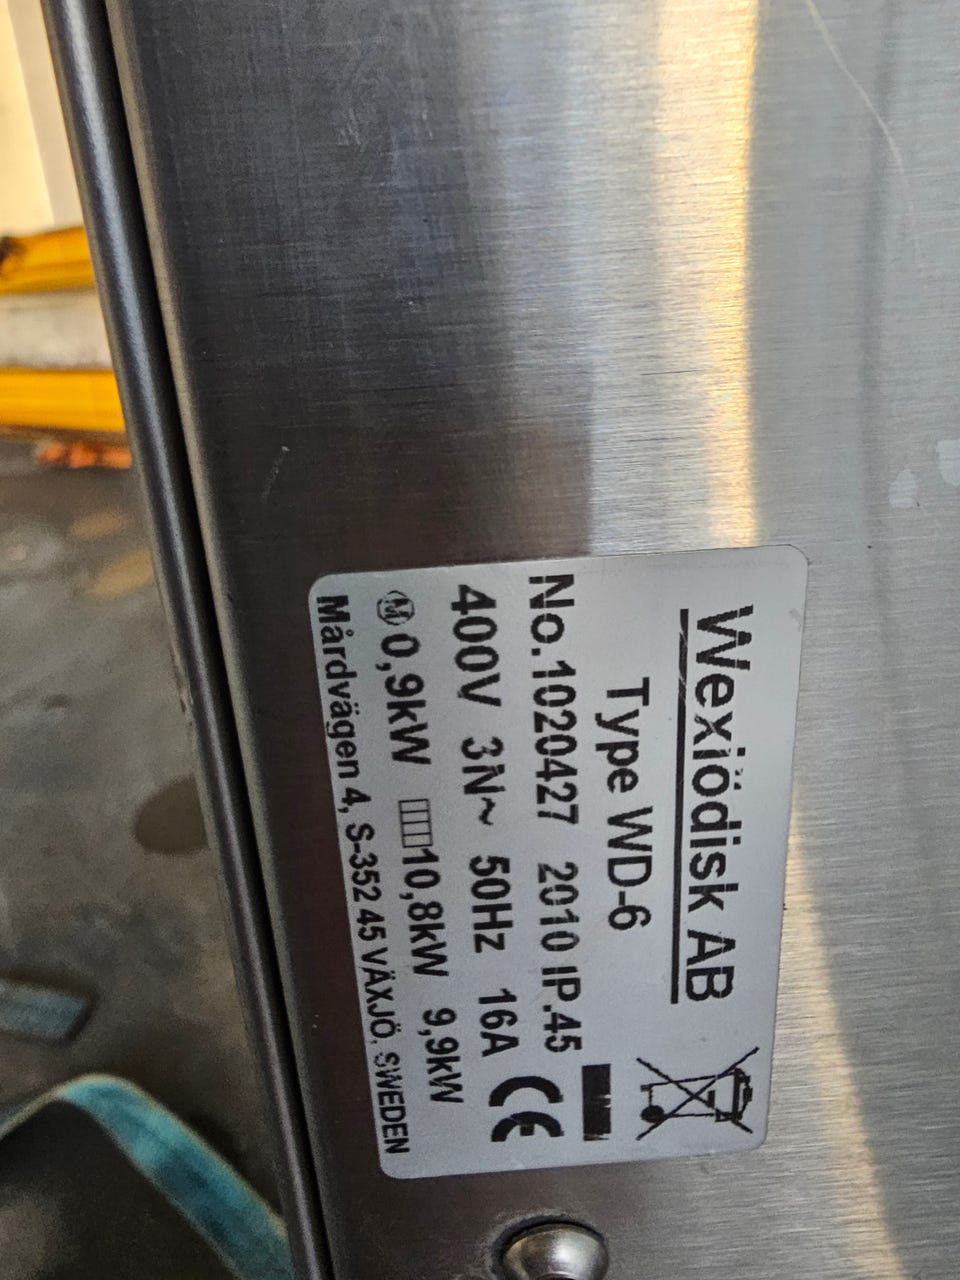 Wexiödisk AB
Type WD-6
No.1020427 2010 IP.45
400V 3N~ 50Hz 16A
M 0,9kW 10,8kW 9,9kW
Mårdvägen 4, S-352 45 VÄXJÖ, SWEDEN
CE